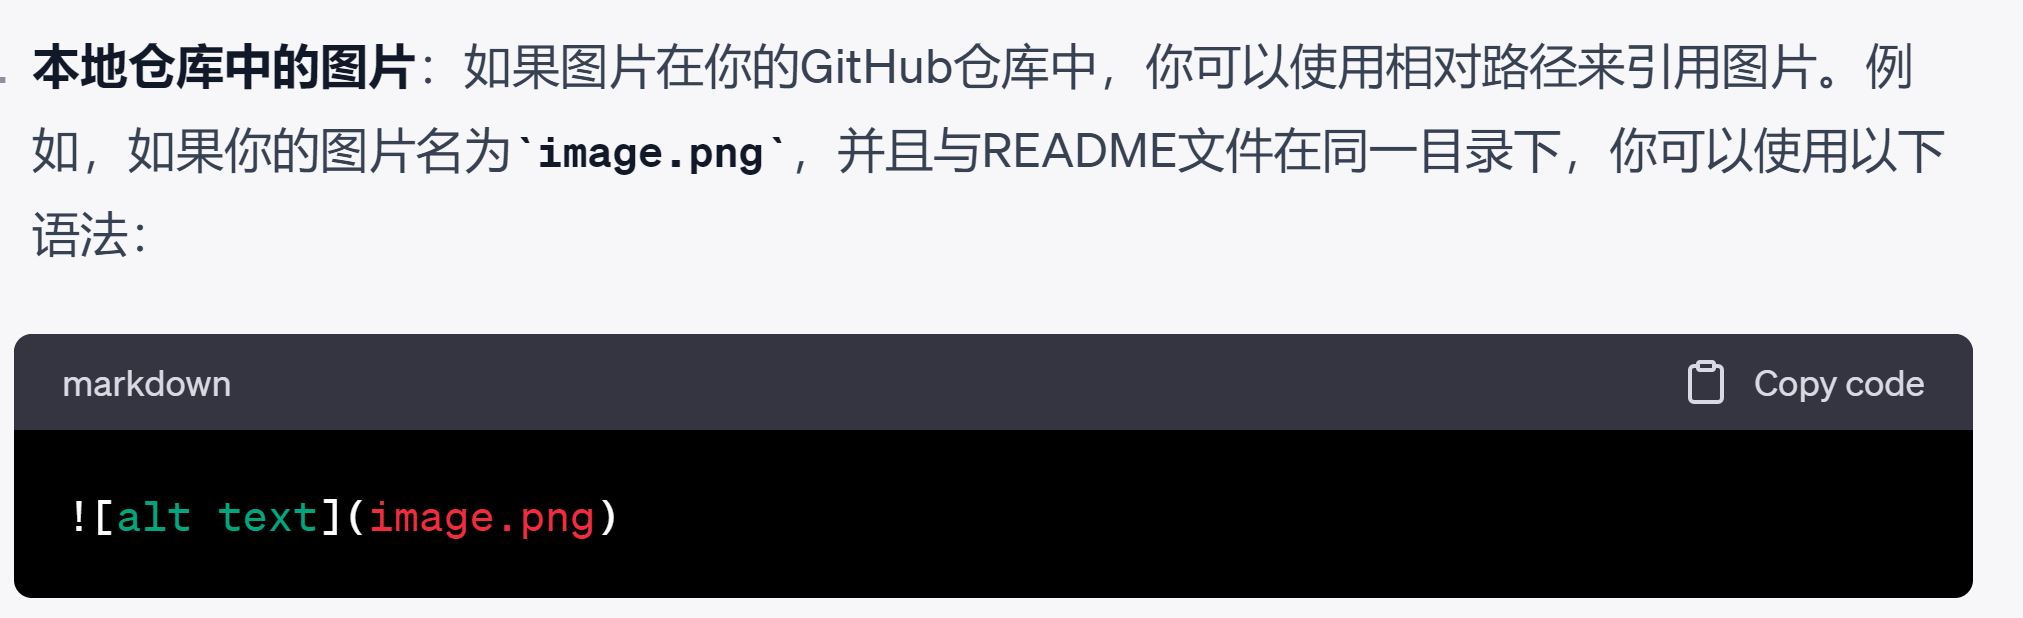 本地仓库中的图片：如果图片在你的GitHub仓库中，你可以使用相对路径来引用图片。例
如，如果你的图片名为`image.png`，并且与README文件在同一目录下，你可以使用以下
语法：
markdown
Copy code
![alt text](image.png)